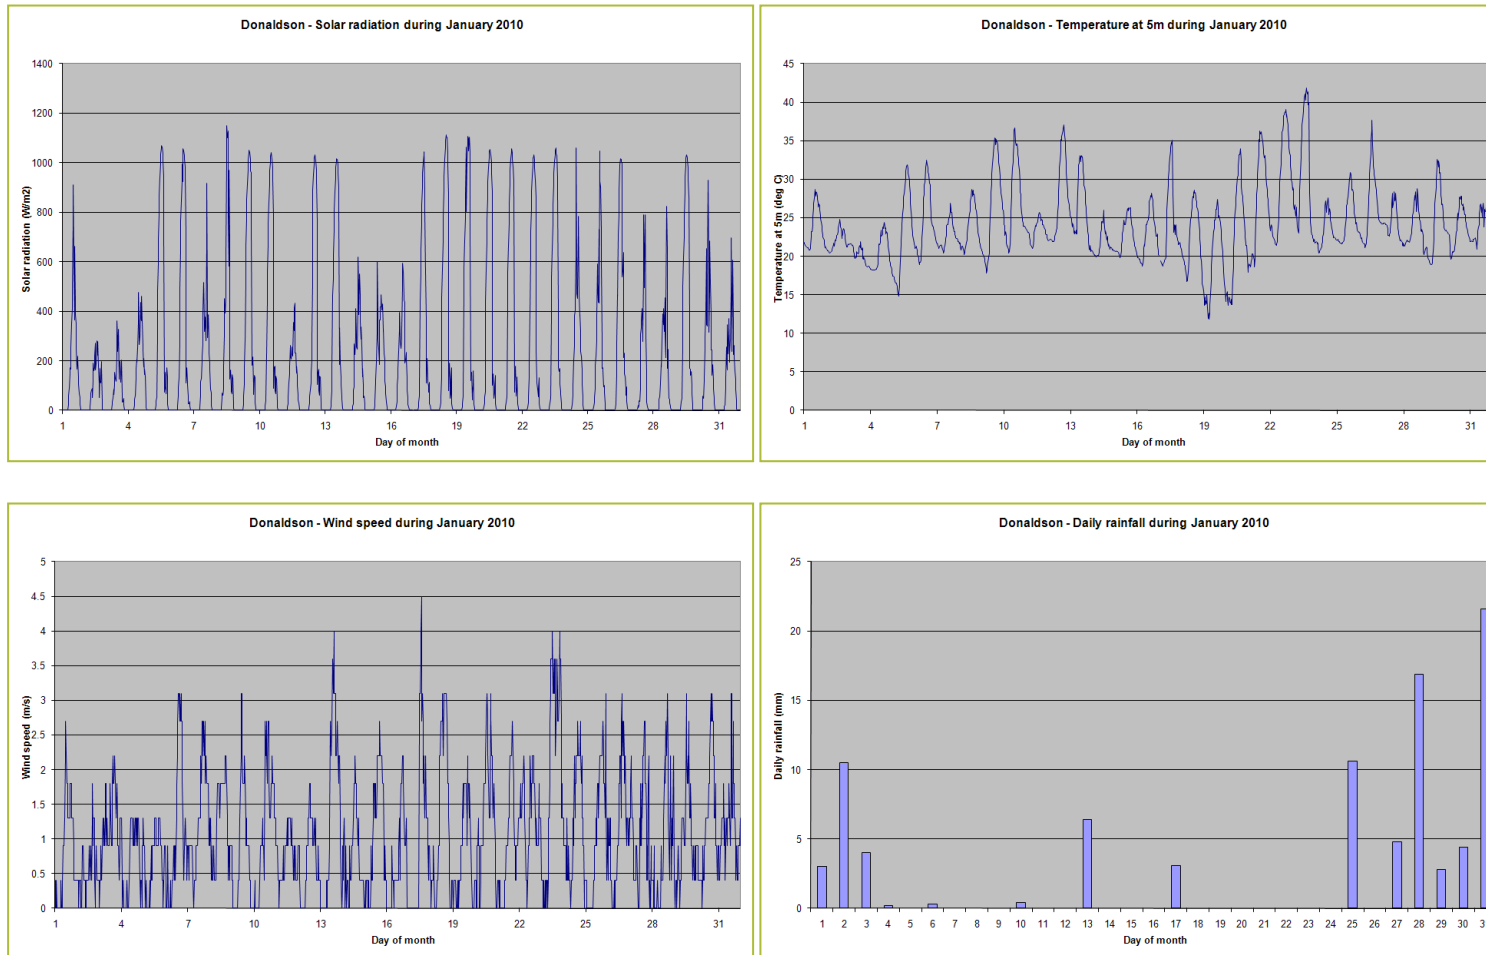 Donaldson - Solar radiation during January 2010
1400
1200
1000
800
600
400
200
0
Solar radiation (W/m2)
1 4 7 10 13 16 19 22 25 28 31
Day of month
Donaldson - Temperature at 5m during January 2010
45
40
35
30
25
20
15
10
5
0
Temperature at 5m (deg C)
1 4 7 10 13 16 19 22 25 28 31
Day of month
Donaldson - Wind speed during January 2010
5
4.5
4
3.5
3
2.5
2
1.5
1
0.5
0
Wind speed (m/s)
1 4 7 10 13 16 19 22 25 28 31
Day of month
Donaldson - Daily rainfall during January 2010
25
20
15
10
5
0
Daily rainfall (mm)
1 2 3 4 5 6 7 8 9 10 11 12 13 14 15 16 17 18 19 20 21 22 23 24 25 26 27 28 29 30 3
Day of month